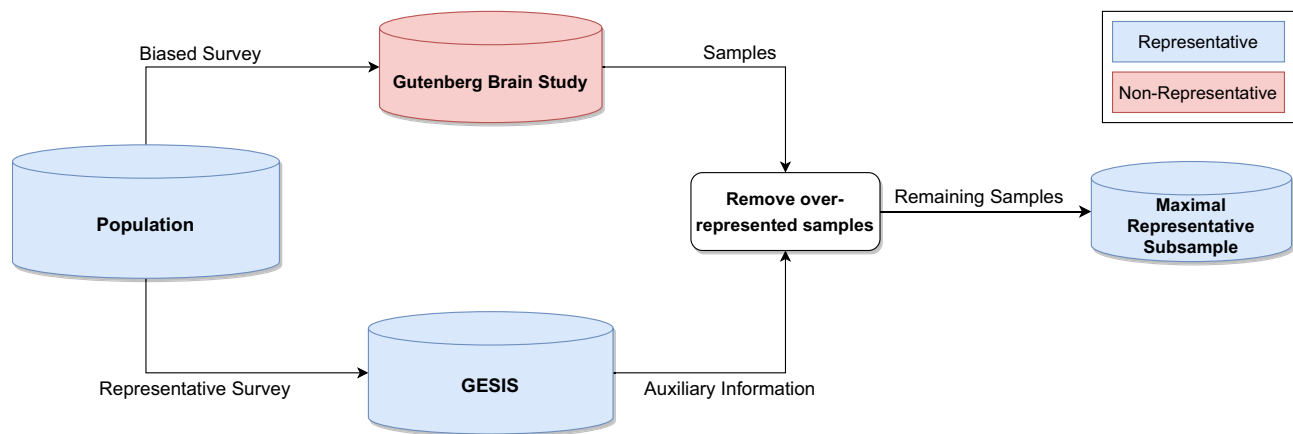 Biased Survey
Gutenberg Brain Study
Samples
Representative
Non-Representative
Population
Remove over-
represented samples
Remaining Samples
Maximal
Representative
Subsample
Representative Survey
GESIS
Auxiliary Information